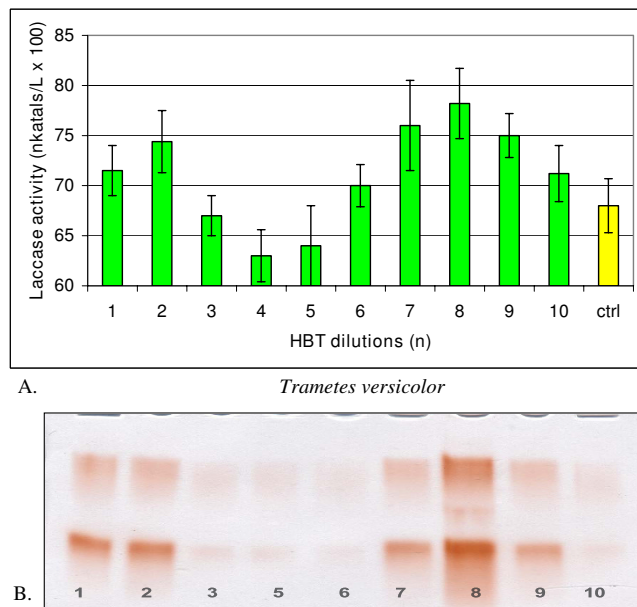 Laccase activity (nkatals/L x 100)
85
80
75
70
65
60
1 2 3 4 5 6 7 8 9 10 ctrl
HBT dilutions (n)
A. Trametes versicolor
B. 1 2 3 5 6 7 8 9 10